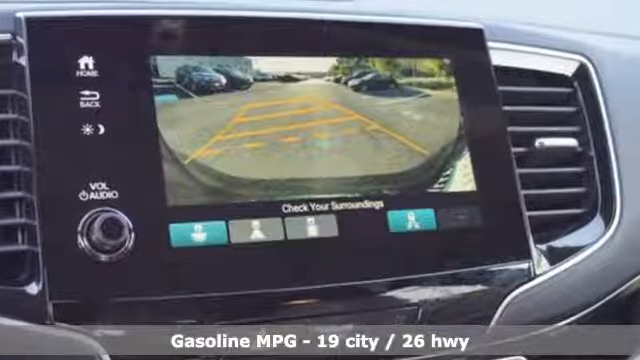 HOME
BACK
VOL
AUDIO
Check Your Surroundings
Gasoline MPG - 19 city / 26 hwy